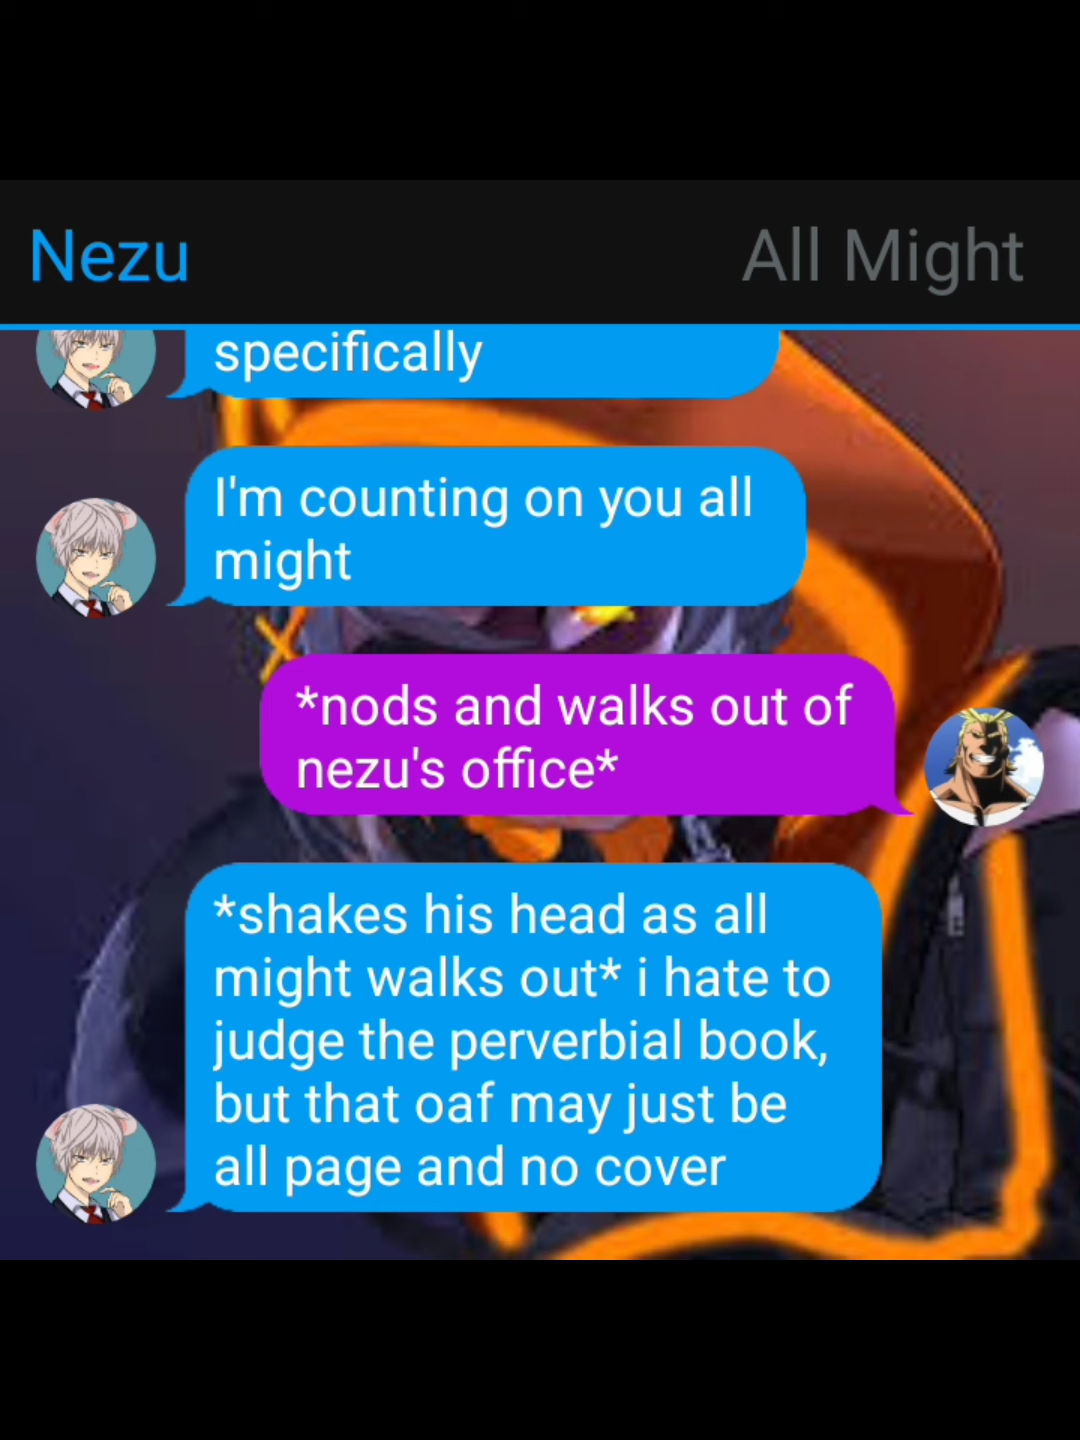 Nezu
All Might
specifically
I'm counting on you all
might
*nods and walks out of
nezu's office*
*shakes his head as all
might walks out* i hate to
judge the perverbial book,
but that oaf may just be
all page and no cover